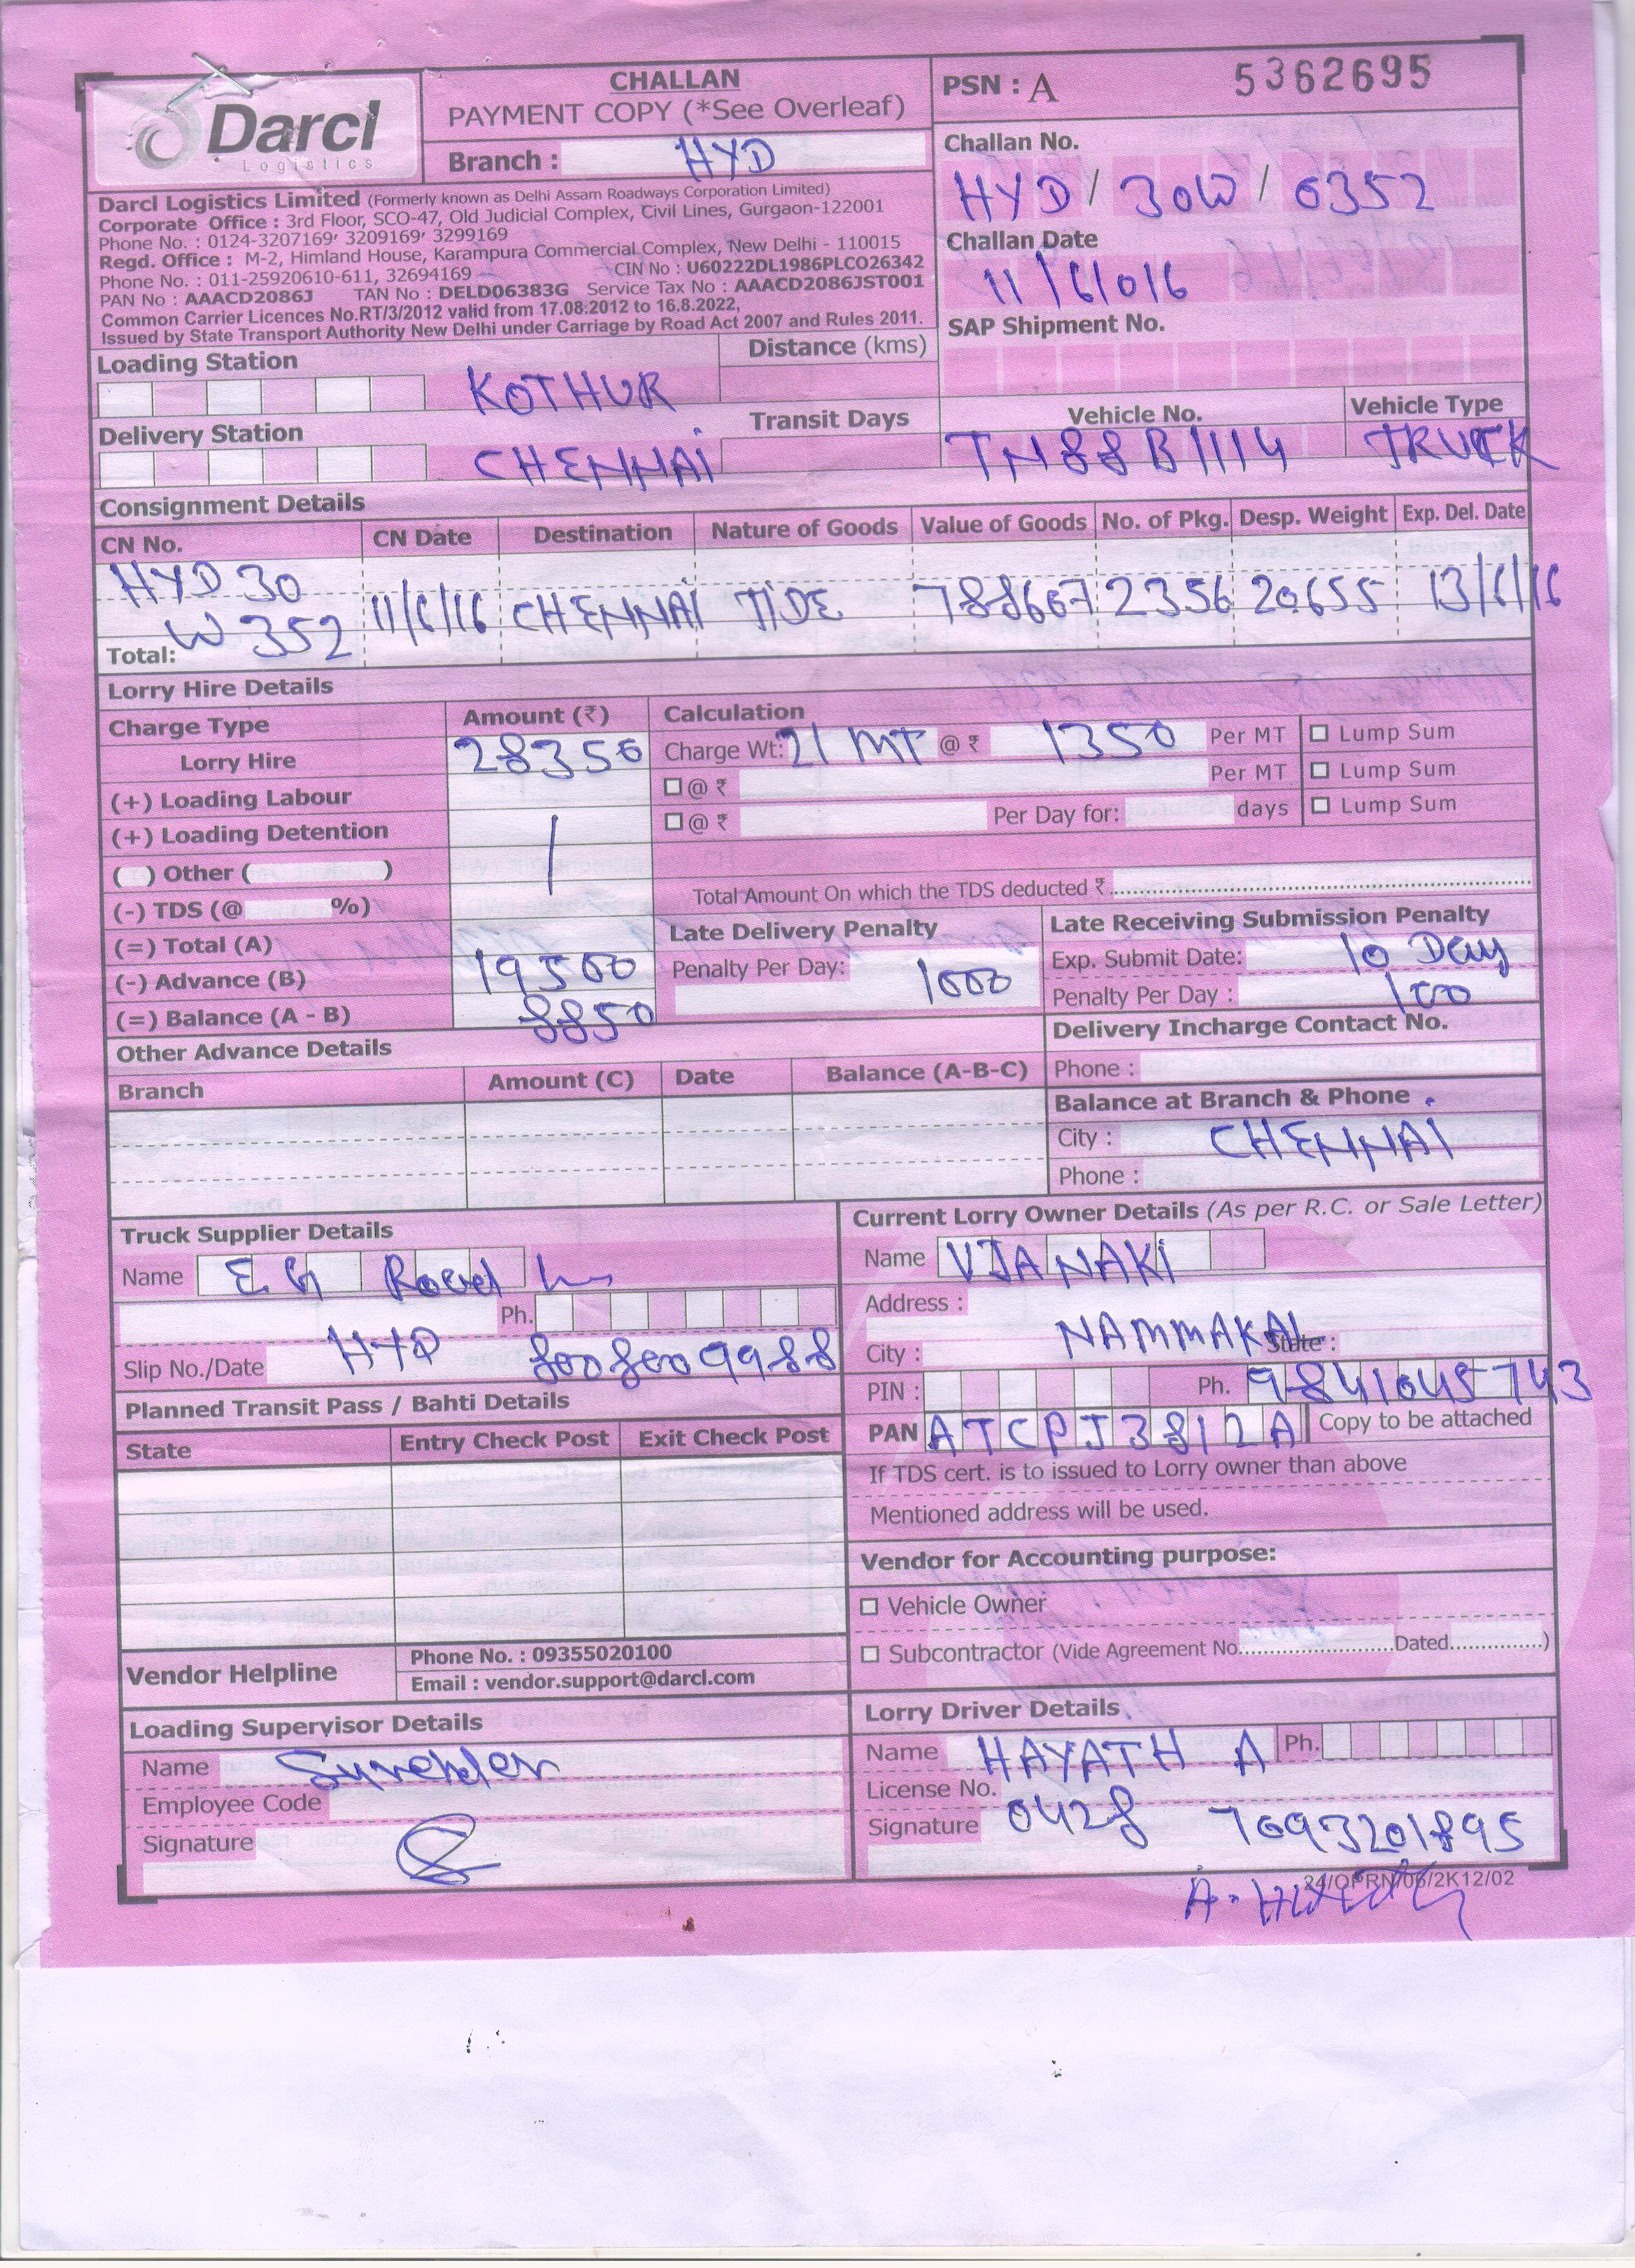 Darcl
Logistics
CHALLAN
PAYMENT COPY (*See Overleaf)
Branch : HYD
PSN : A 5362695
Challan No.
HYD / 30W / 0352
Challan Date
11/6/016
SAP Shipment No.
Darcl Logistics Limited (Formerly known as Delhi Assam Roadways Corporation Limited)
Corporate Office : 3rd Floor, SCO-47, Old Judicial Complex, Civil Lines, Gurgaon-122001
Phone No. : 0124-3207169, 3209169, 3299169
Regd. Office : M-2, Himland House, Karampura Commercial Complex, New Delhi - 110015
Phone No. : 011-25920610-611, 32694169 CIN No : U60222DL1986PLCO26342
PAN No : AAACD2086J TAN No : DELD06383G Service Tax No : AAACD2086JST001
Common Carrier Licences No.RT/3/2012 valid from 17.08.2012 to 16.8.2022,
Issued by State Transport Authority New Delhi under Carriage by Road Act 2007 and Rules 2011.
Loading Station KOTHUR
Distance (kms)
Delivery Station CHENNAI
Transit Days
Vehicle No. TN88B1114
Vehicle Type TRUCK
Consignment Details
CN No. CN Date Destination Nature of Goods Value of Goods No. of Pkg. Desp. Weight Exp. Del. Date
HYD 30
W 352 11/6/16 CHENNAI TIDE 788667 2356 20655 13/6/16
Total:
Lorry Hire Details
Charge Type Amount (₹) Calculation
Lorry Hire 28350 Charge Wt: 21 MT @ ₹ 1350 Per MT Lump Sum
(+) Loading Labour @ ₹ Per MT Lump Sum
(+) Loading Detention @ ₹ Per Day for: days Lump Sum
( ) Other ( )
(-) TDS (@ %) Total Amount On which the TDS deducted ₹
(=) Total (A)
(-) Advance (B) 19500
(=) Balance (A - B) 8850
Late Delivery Penalty
Penalty Per Day: 1000
Late Receiving Submission Penalty
Exp. Submit Date: 10 Day
Penalty Per Day : 100
Delivery Incharge Contact No.
Phone :
Other Advance Details
Branch Amount (C) Date Balance (A-B-C)
Balance at Branch & Phone
City : CHENNAI
Phone :
Truck Supplier Details
Name E.G Road
Ph.
Slip No./Date HYD 8008009988
Current Lorry Owner Details (As per R.C. or Sale Letter)
Name VJANAKI
Address :
City : NAMMAKAL State :
PIN : Ph. 9841045743
PAN ATCPJ3812A Copy to be attached
If TDS cert. is to issued to Lorry owner than above
Mentioned address will be used.
Planned Transit Pass / Bahti Details
State Entry Check Post Exit Check Post
Vendor for Accounting purpose:
Vehicle Owner
Subcontractor (Vide Agreement No..................Dated...............)
Vendor Helpline
Phone No. : 09355020100
Email : vendor.support@darcl.com
Loading Supervisor Details
Name Surender
Employee Code
Signature
Lorry Driver Details
Name HAYATH A Ph.
License No.
Signature 0428 7093201895
24/OPRN/06/2K12/02